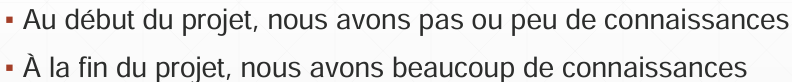 ▪ Au début du projet, nous avons pas ou peu de connaissances
▪ À la fin du projet, nous avons beaucoup de connaissances